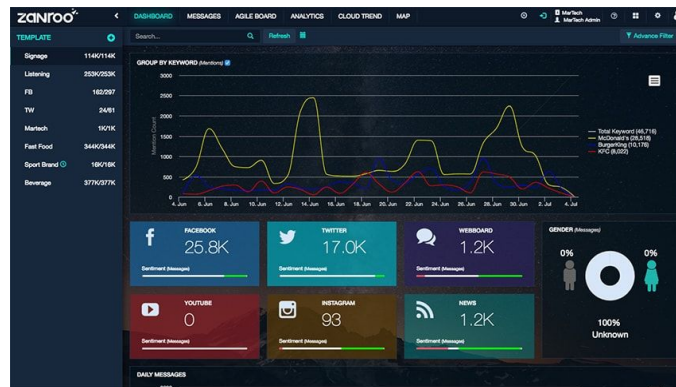 zanroo
DASHBOARD MESSAGES AGILE BOARD ANALYTICS CLOUD TREND MAP
MarTech
MarTech Admin
TEMPLATE
Search...
Refresh
Advance Filter
Signage 114K/114K
Listening 253K/253K
FB 162/297
TW 24/61
Martech 1K/1K
Fast Food 344K/344K
Sport Brand 16K/16K
Beverage 377K/377K
GROUP BY KEYWORD (Mentions)
Mention Count
3000
2500
2000
1500
1000
500
0
4. Jun 6. Jun 8. Jun 10. Jun 12. Jun 14. Jun 16. Jun 18. Jun 20. Jun 22. Jun 24. Jun 26. Jun 28. Jun 30. Jun 2. Jul 4. Jul
Total Keyword (46,716)
McDonald's (28,518)
BurgerKing (10,176)
KFC (8,022)
FACEBOOK
25.8K
Sentiment (Messages)
TWITTER
17.0K
Sentiment (Messages)
WEBBOARD
1.2K
Sentiment (Messages)
GENDER (Messages)
0%
0%
100%
Unknown
YOUTUBE
0
Sentiment (Messages)
INSTAGRAM
93
Sentiment (Messages)
NEWS
1.2K
Sentiment (Messages)
DAILY MESSAGES